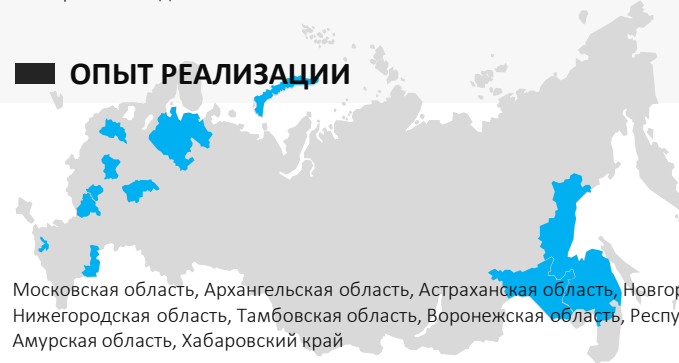 ОПЫТ РЕАЛИЗАЦИИ
Московская область, Архангельская область, Астраханская область,
Нижегородская область, Тамбовская область, Воронежская область,
Амурская область, Хабаровский край